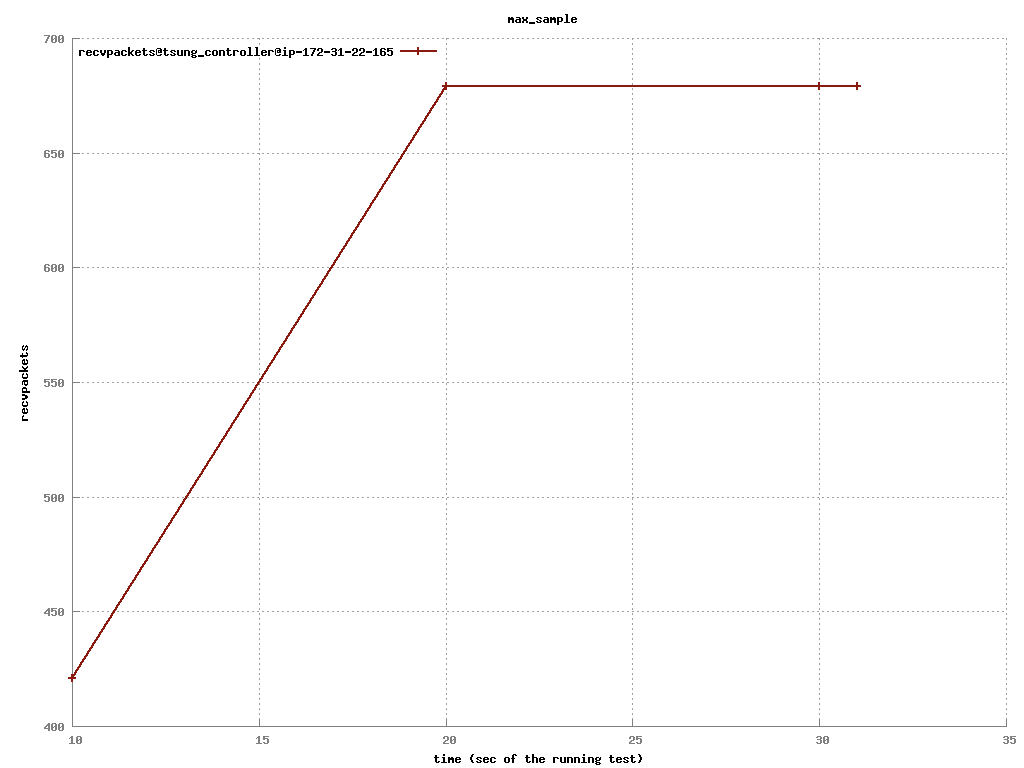 max_sample
recvpackets@tsung_controller@ip-172-31-22-165
700
650
600
550
500
450
400
recvpackets
10 15 20 25 30 35
time (sec of the running test)